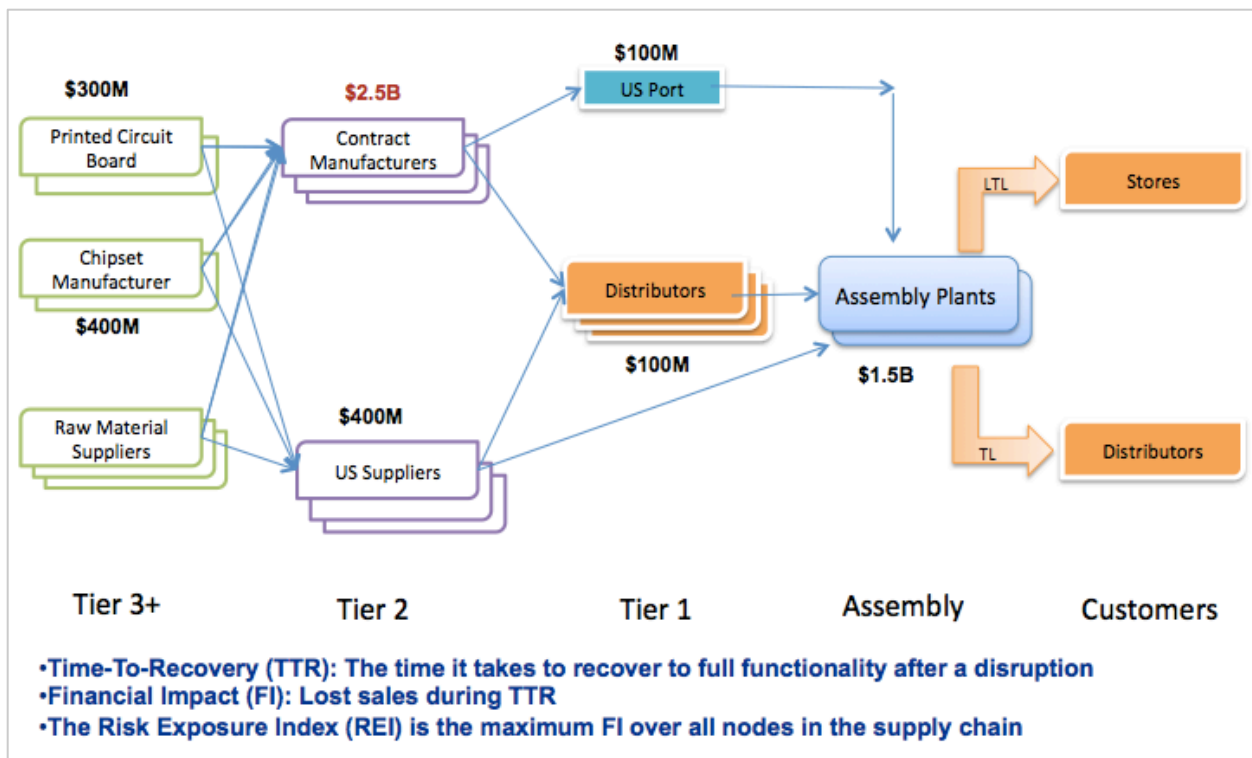 $300M
Printed Circuit
Board
$2.5B
Contract
Manufacturers
$100M
US Port
LTL
Stores
Chipset
Manufacturer
$400M
Distributors
$100M
Assembly Plants
$1.5B
Raw Material
Suppliers
$400M
US Suppliers
TL
Distributors
Tier 3+
Tier 2
Tier 1
Assembly
Customers
•Time-To-Recovery (TTR): The time it takes to recover to full functionality after a disruption
•Financial Impact (FI): Lost sales during TTR
•The Risk Exposure Index (REI) is the maximum FI over all nodes in the supply chain